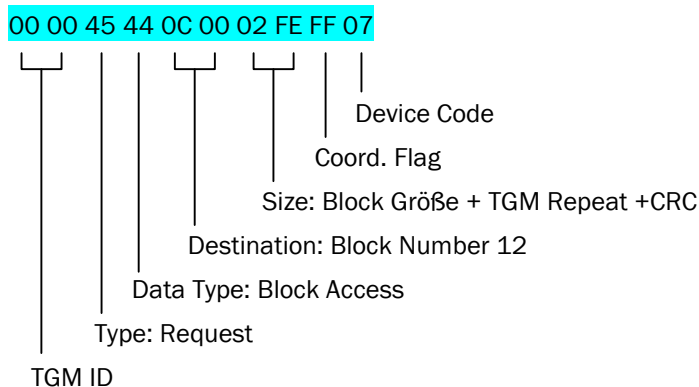 00 00 45 44 0C 00 02 FE FF 07
Device Code
Coord. Flag
Size: Block Größe + TGM Repeat +CRC
Destination: Block Number 12
Data Type: Block Access
Type: Request
TGM ID